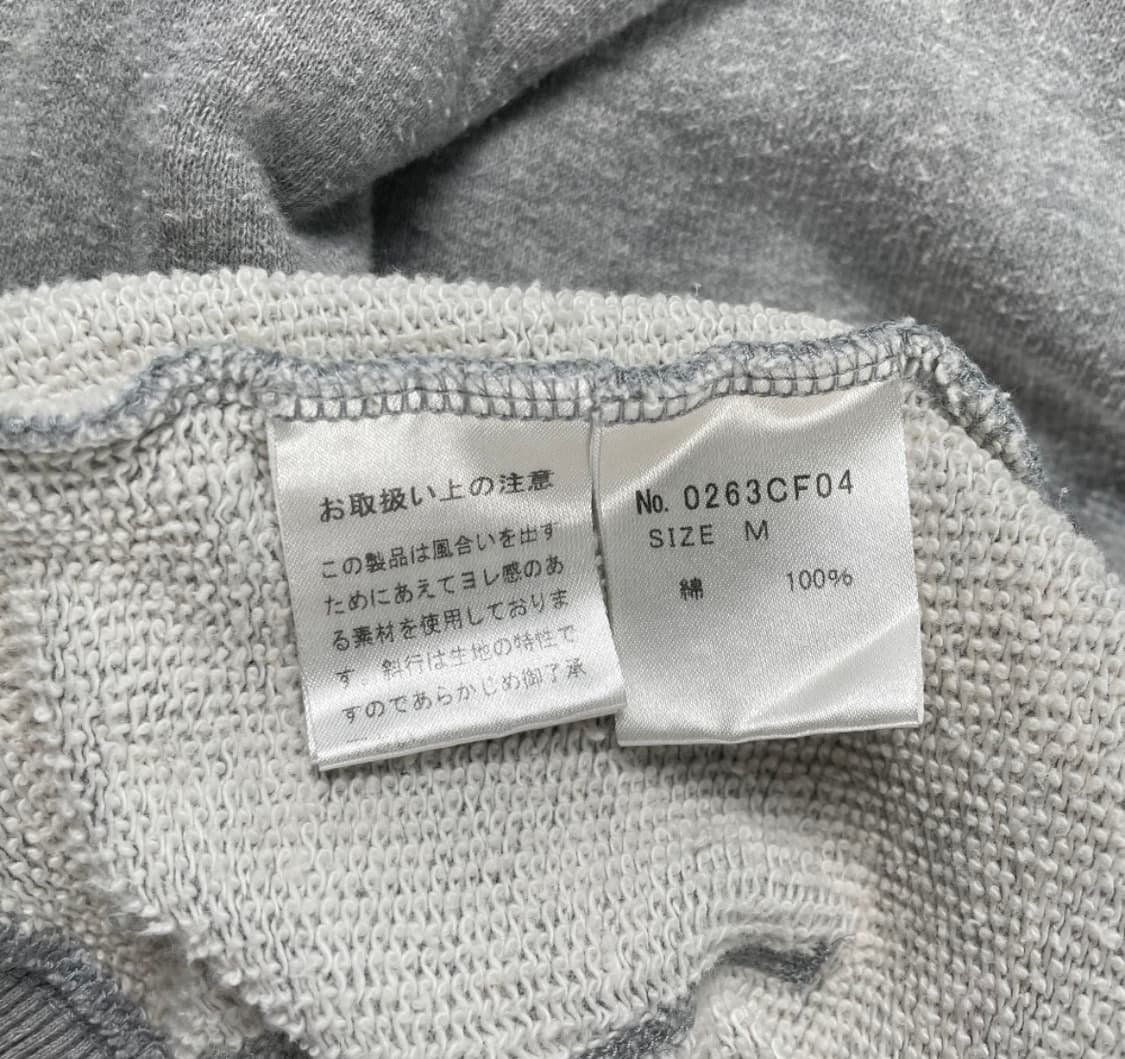 お取扱い上の注意
この製品は風合いを出す
ためにあえてヨレ感のあ
る素材を使用しておりま
す。斜行は生地の特性で
すのであらかじめ御了承
No. 0263CF04
SIZE M
綿 100%